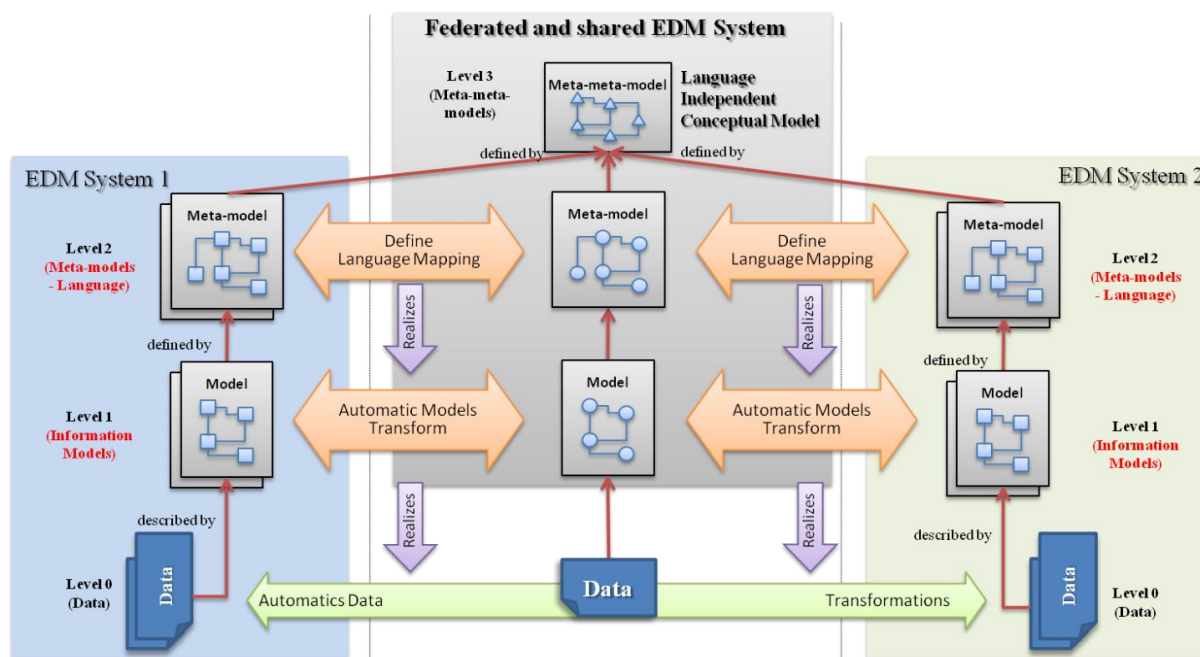 Federated and shared EDM System
Level 3
(Meta-meta-
models)
Meta-meta-model
Language
Independent
Conceptual Model
defined by
defined by
EDM System 1
EDM System 2
Meta-model
Meta-model
Meta-model
Level 2
(Meta-models
- Language)
Define
Language Mapping
Define
Language Mapping
Level 2
(Meta-models
- Language)
Realizes
Realizes
defined by
defined by
Model
Model
Model
Level 1
(Information
Models)
Automatic Models
Transform
Automatic Models
Transform
Level 1
(Information
Models)
Realizes
Realizes
described by
described by
Level 0
(Data)
Data
Automatics Data
Data
Transformations
Data
Level 0
(Data)